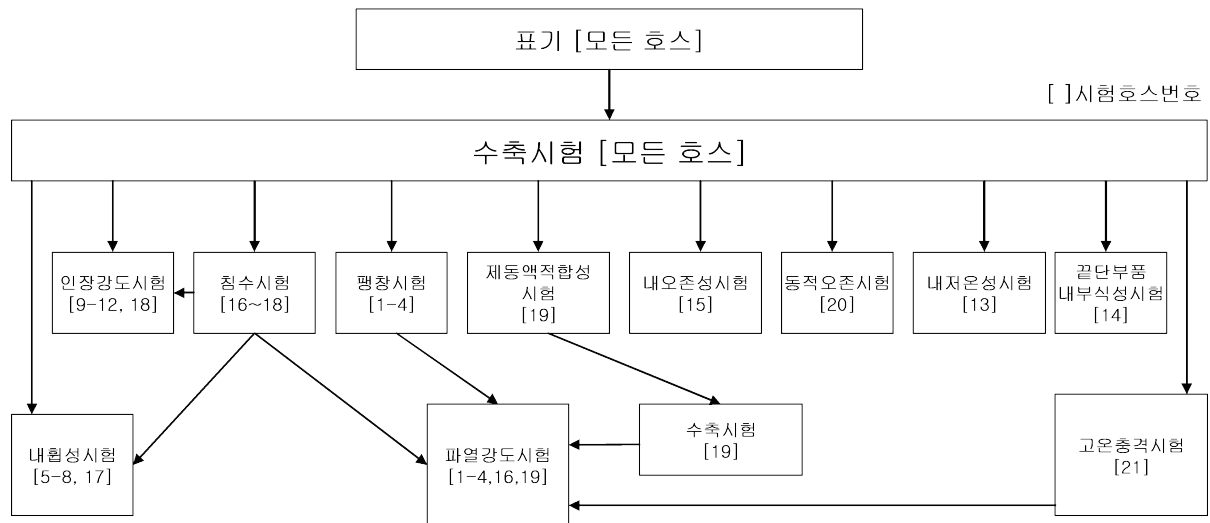 표기 [모든 호스]
[ ]시험호스번호
수축시험 [모든 호스]
인장강도시험
[9-12, 18]
침수시험
[16~18]
팽창시험
[1-4]
제동액적합성
시험
[19]
내오존성시험
[15]
동적오존시험
[20]
내저온성시험
[13]
끝단부품
내부식성시험
[14]
내휩성시험
[5-8, 17]
파열강도시험
[1-4,16,19]
수축시험
[19]
고온충격시험
[21]